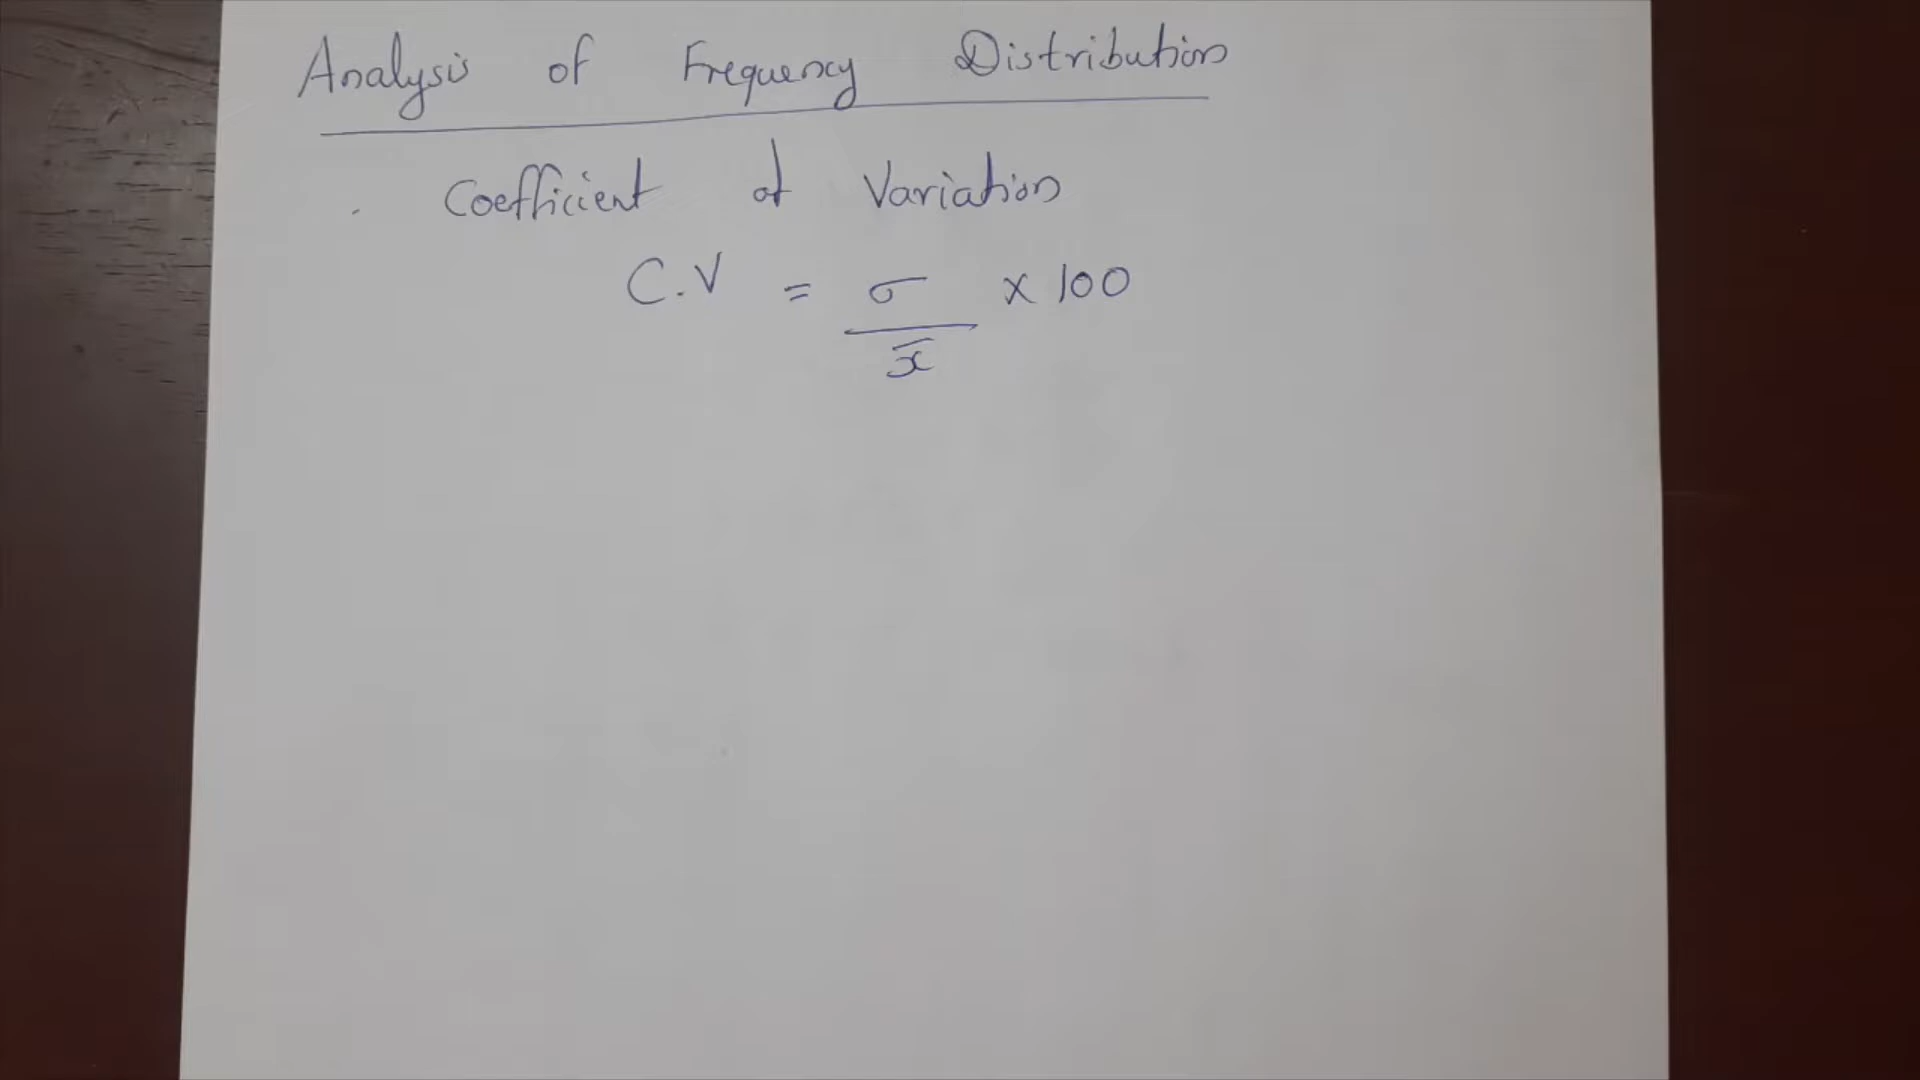 Analysis of Frequency Distribution
Coefficient of Variation
C.V = σ × 100
x̄